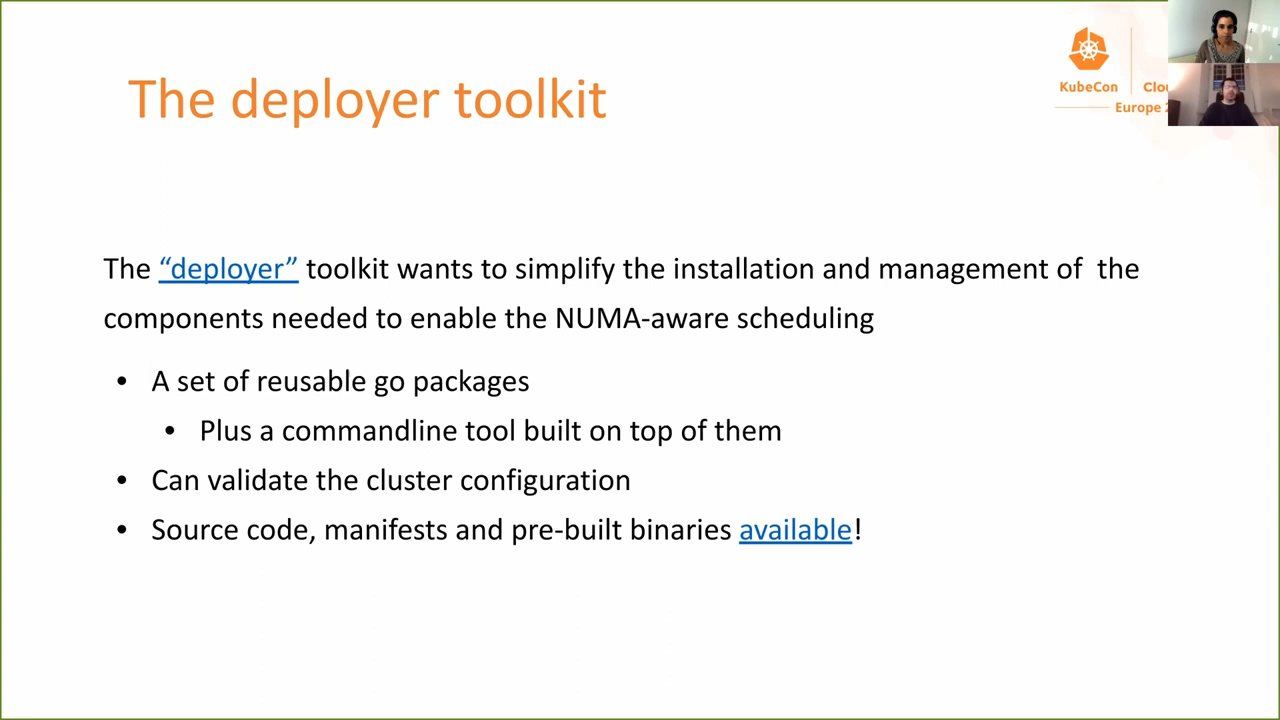 The deployer toolkit
KubeCon
Europe
The “deployer” toolkit wants to simplify the installation and management of the
components needed to enable the NUMA-aware scheduling
• A set of reusable go packages
• Plus a commandline tool built on top of them
• Can validate the cluster configuration
• Source code, manifests and pre-built binaries available!